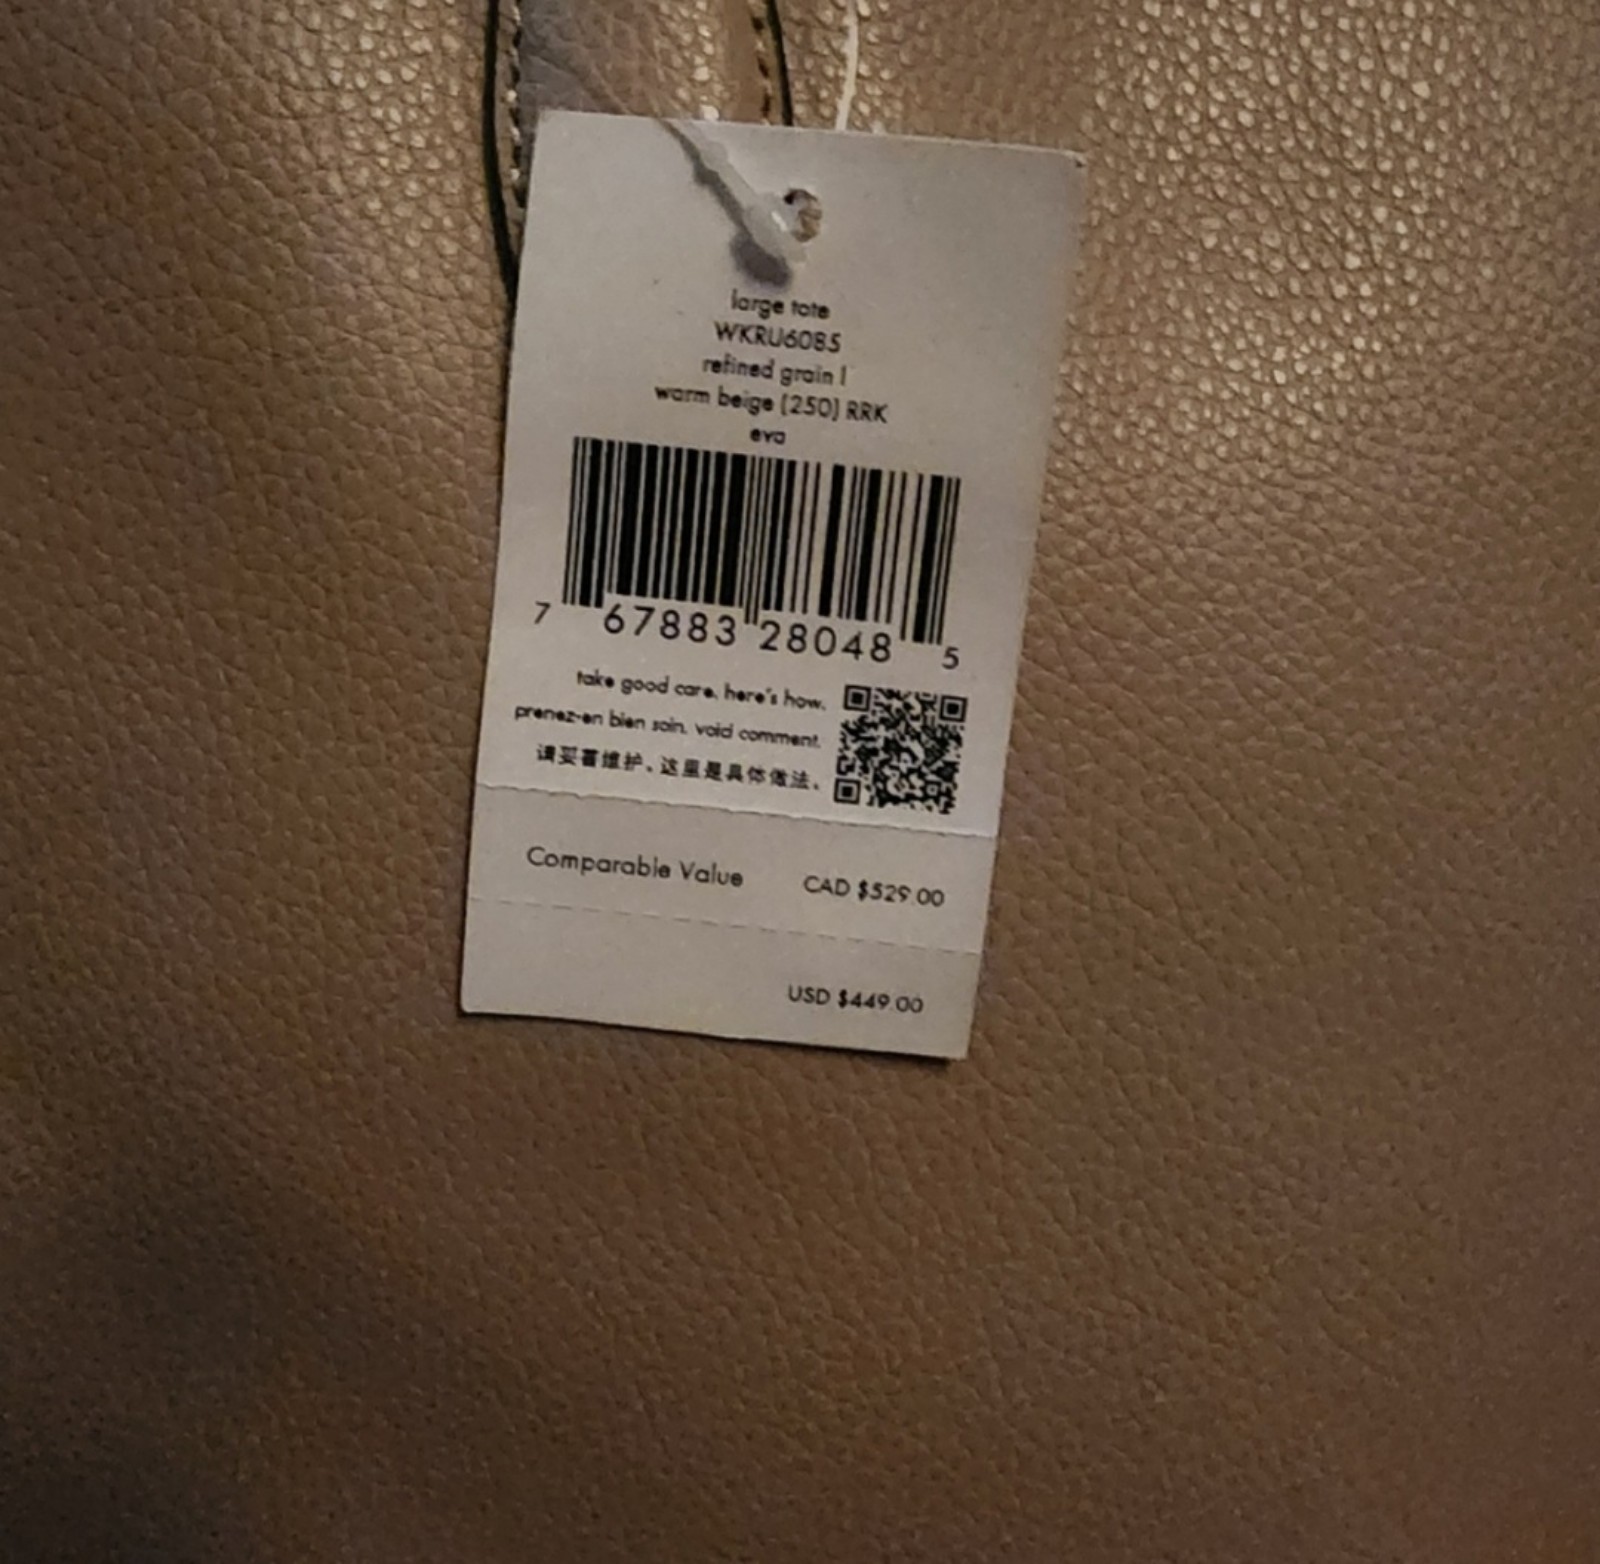 large tote
WKRU6085
refined grain l
warm beige (250) RRK
eva
7 67883 28048 5
take good care, here's how.
prenez-en bien soin. void comment.
请妥蓄维护。这里是具体做法。
Comparable Value CAD $529.00
USD $449.00